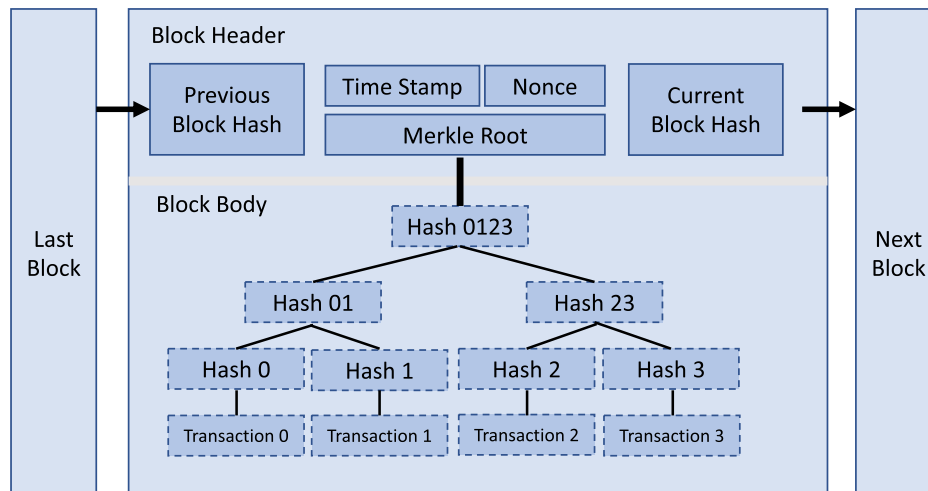 Block Header
Previous
Block Hash
Time Stamp
Nonce
Merkle Root
Current
Block Hash
Block Body
Last
Block
Next
Block
Hash 0123
Hash 01
Hash 23
Hash 0
Hash 1
Hash 2
Hash 3
Transaction 0
Transaction 1
Transaction 2
Transaction 3